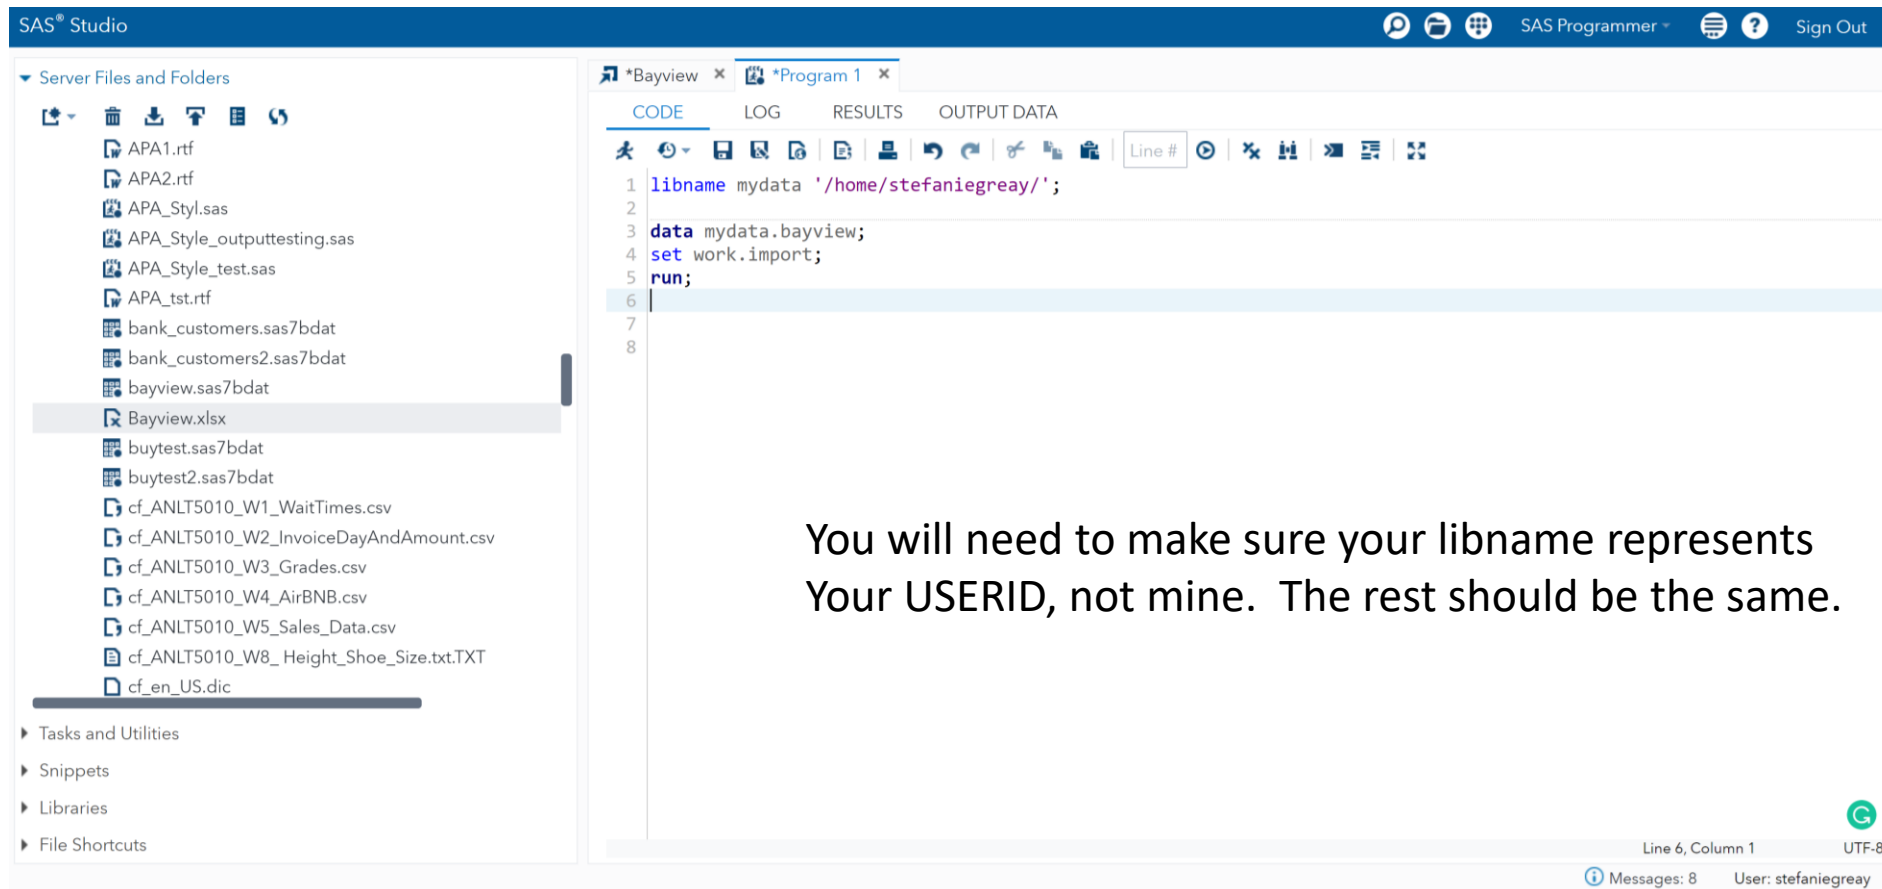 SAS® Studio
SAS Programmer
Sign Out
Server Files and Folders
APA1.rtf
APA2.rtf
APA_Styl.sas
APA_Style_outputtesting.sas
APA_Style_test.sas
APA_tst.rtf
bank_customers.sas7bdat
bank_customers2.sas7bdat
bayview.sas7bdat
Bayview.xlsx
buytest.sas7bdat
buytest2.sas7bdat
cf_ANLT5010_W1_WaitTimes.csv
cf_ANLT5010_W2_InvoiceDayAndAmount.csv
cf_ANLT5010_W3_Grades.csv
cf_ANLT5010_W4_AirBNB.csv
cf_ANLT5010_W5_Sales_Data.csv
cf_ANLT5010_W8_ Height_Shoe_Size.txt.TXT
cf_en_US.dic
Tasks and Utilities
Snippets
Libraries
File Shortcuts
*Bayview
*Program 1
CODE LOG RESULTS OUTPUT DATA
Line #
1 libname mydata '/home/stefaniegreay/';
2
3 data mydata.bayview;
4 set work.import;
5 run;
6
7
8
You will need to make sure your libname represents
Your USERID, not mine. The rest should be the same.
Line 6, Column 1
UTF-8
Messages: 8
User: stefaniegreay